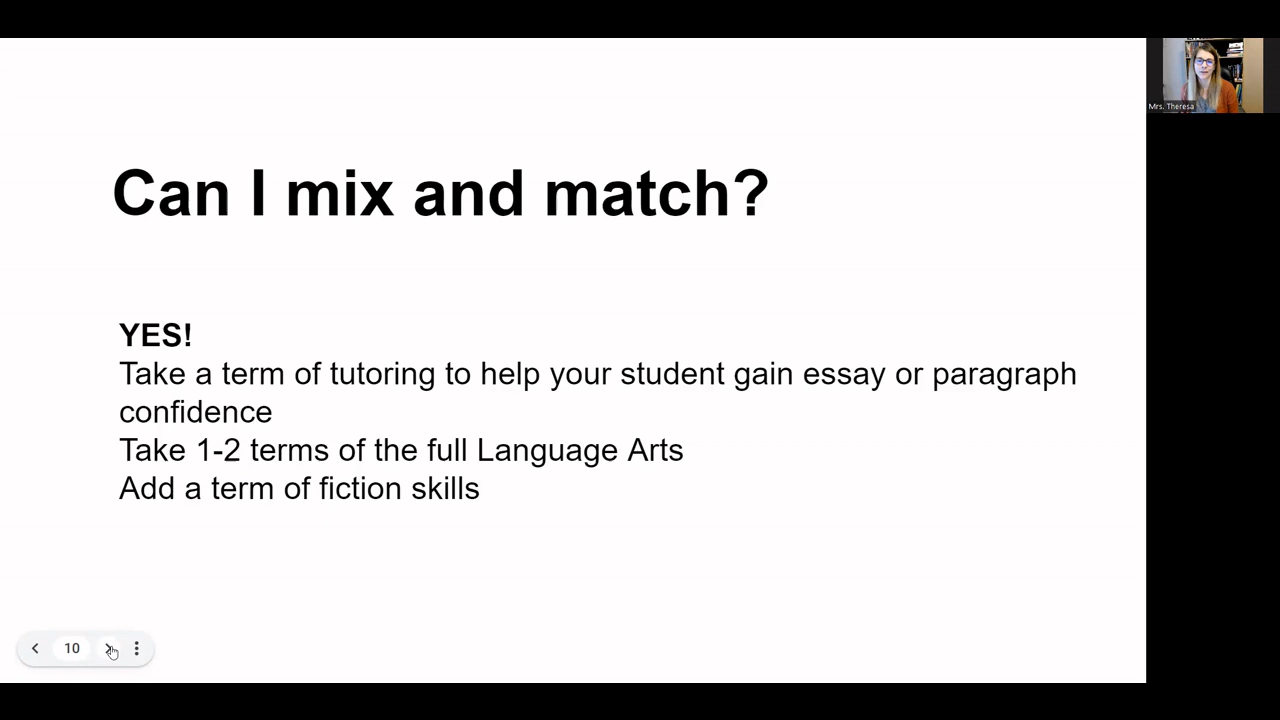 Can I mix and match?
YES!
Take a term of tutoring to help your student gain essay or paragraph
confidence
Take 1-2 terms of the full Language Arts
Add a term of fiction skills
10
Mrs. Theresa